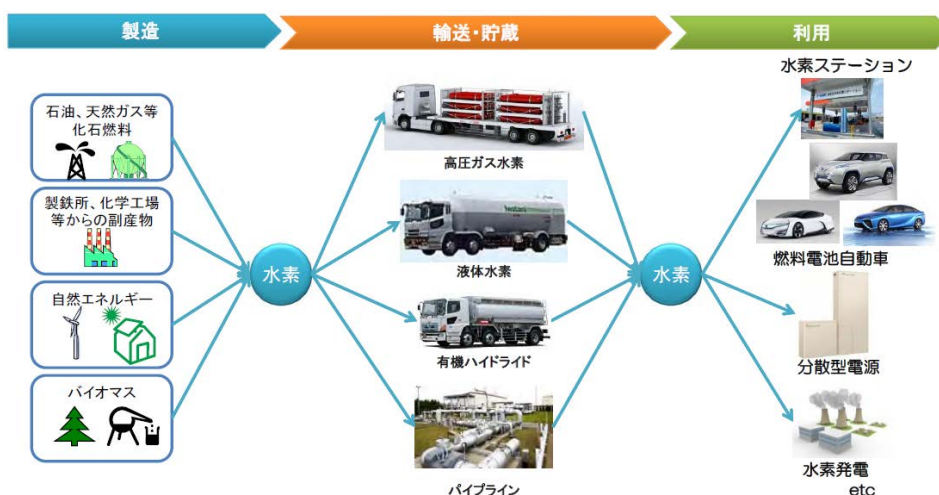 製造
輸送・貯蔵
利用
石油、天然ガス等
化石燃料
製鉄所、化学工場
等からの副産物
自然エネルギー
バイオマス
水素
高圧ガス水素
Iwatani
液体水素
有機ハイドライド
パイプライン
水素
水素ステーション
燃料電池自動車
分散型電源
水素発電
etc